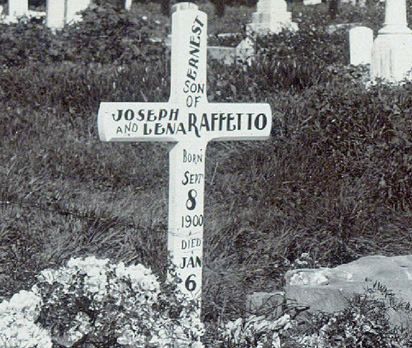 S'ERNEST
SON
OF
JOSEPH
AND LENA RAFFETTO
BORN
SEPT
8
1900
DIED
JAN
6